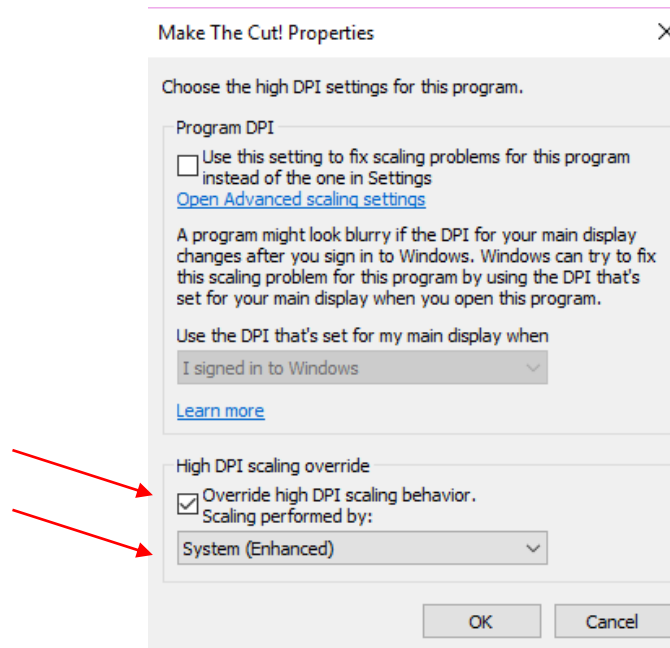 Make The Cut! Properties
Choose the high DPI settings for this program.
Program DPI
Use this setting to fix scaling problems for this program
instead of the one in Settings
Open Advanced scaling settings
A program might look blurry if the DPI for your main display
changes after you sign in to Windows. Windows can try to fix
this scaling problem for this program by using the DPI that's
set for your main display when you open this program.
Use the DPI that's set for my main display when
I signed in to Windows
Learn more
High DPI scaling override
Override high DPI scaling behavior.
Scaling performed by:
System (Enhanced)
OK Cancel